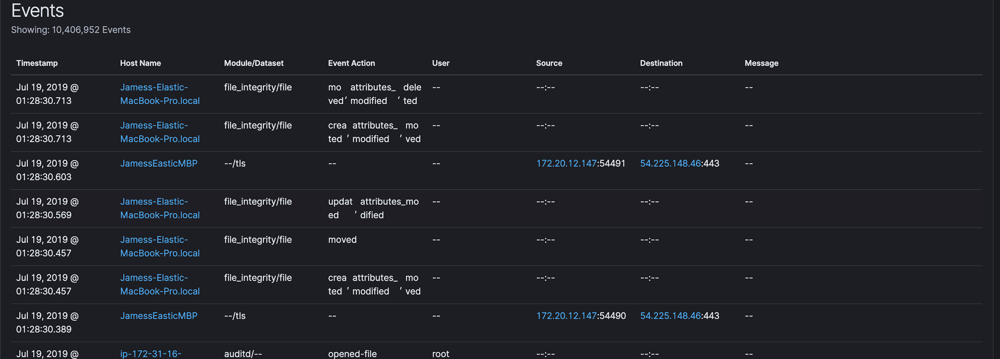 Events
Showing: 10,406,952 Events
Timestamp Host Name Module/Dataset Event Action User Source Destination Message
Jul 19, 2019 @ Jamess-Elastic- file_integrity/file mo attributes_ dele -- --:-- --:-- --
01:28:30.713 MacBook-Pro.local ved, modified , ted
Jul 19, 2019 @ Jamess-Elastic- file_integrity/file crea attributes_ mo -- --:-- --:-- --
01:28:30.713 MacBook-Pro.local ted , modified , ved
Jul 19, 2019 @ JamessEasticMBP --/tls -- -- 172.20.12.147:54491 54.225.148.46:443 --
01:28:30.603
Jul 19, 2019 @ Jamess-Elastic- file_integrity/file updat attributes_mo -- --:-- --:-- --
01:28:30.569 MacBook-Pro.local ed , dified
Jul 19, 2019 @ Jamess-Elastic- file_integrity/file moved -- --:-- --:-- --
01:28:30.457 MacBook-Pro.local
Jul 19, 2019 @ Jamess-Elastic- file_integrity/file crea attributes_ mo -- --:-- --:-- --
01:28:30.457 MacBook-Pro.local ted , modified , ved
Jul 19, 2019 @ JamessEasticMBP --/tls -- -- 172.20.12.147:54490 54.225.148.46:443 --
01:28:30.389
Jul 19, 2019 @ ip-172-31-16- auditd/-- opened-file root --:-- --:-- --